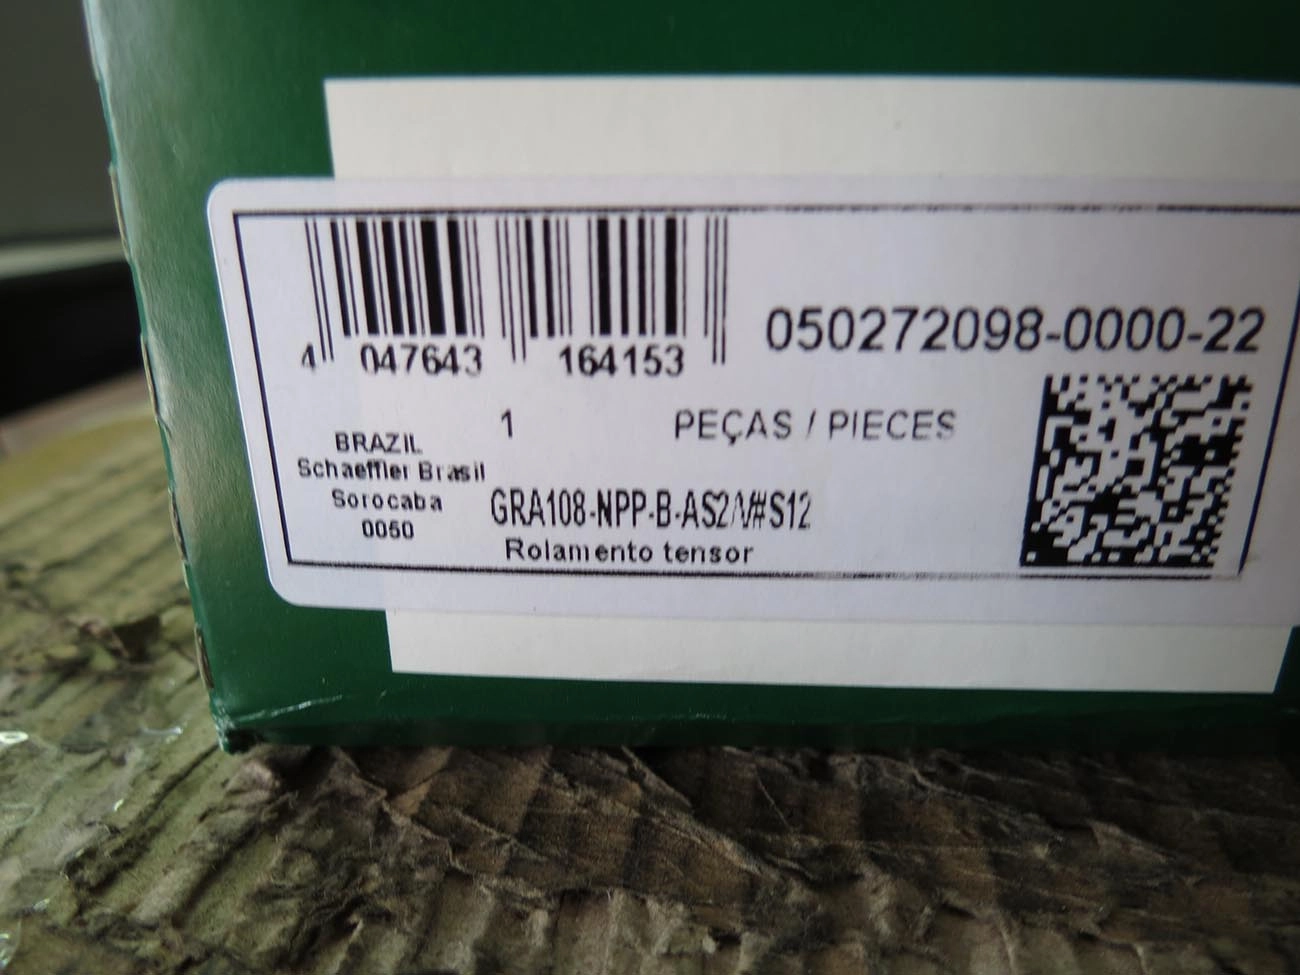 4 047643 164153
050272098-0000-22
1 PEÇAS / PIECES
BRAZIL
Schaeffler Brasil
Sorocaba
0050
GRA108-NPP-B-AS2/V#S12
Rolamento tensor